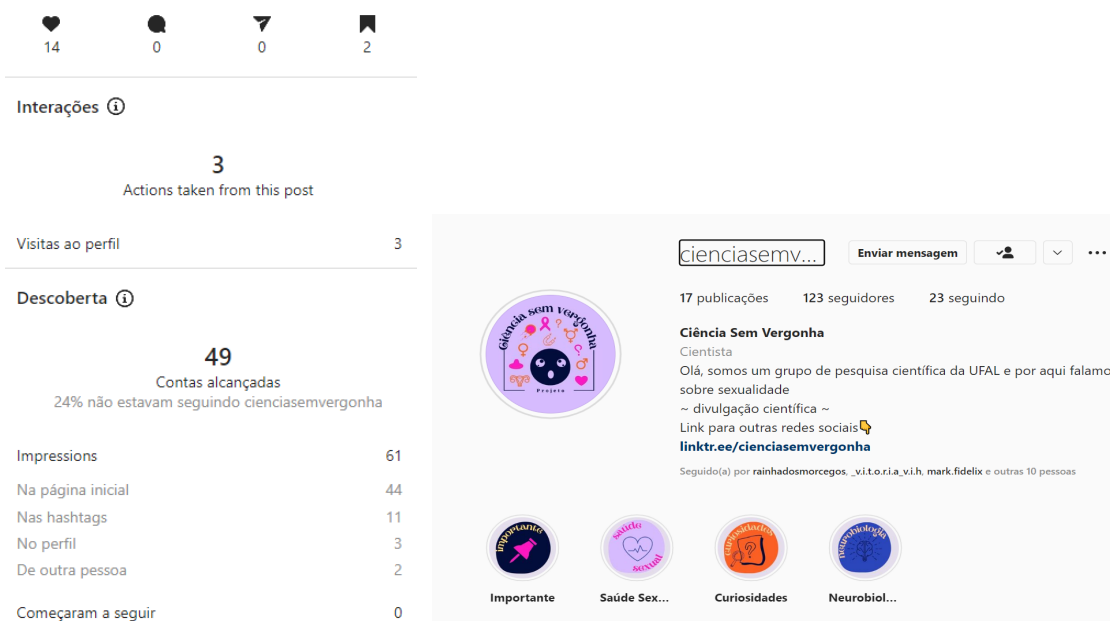 14 0 0 2
Interações
3
Actions taken from this post
Visitas ao perfil 3
Descoberta
49
Contas alcançadas
24% não estavam seguindo cienciasemvergonha
Impressions 61
Na página inicial 44
Nas hashtags 11
No perfil 3
De outra pessoa 2
Começaram a seguir 0
cienciasemv... Enviar mensagem
17 publicações 123 seguidores 23 seguindo
Ciência Sem Vergonha
Cientista
Olá, somos um grupo de pesquisa científica da UFAL e por aqui falamo
sobre sexualidade
~ divulgação científica ~
Link para outras redes sociais👇
linktr.ee/cienciasemvergonha
Seguido(a) por rainhadosmorcegos, _v.i.t.o.r.i.a_v.i.h, mark.fidelix e outras 10 pessoas
Ciência sem vergonha
Projeto
importante
saúde sexual
curiosidades
neurobiologia
Importante Saúde Sex... Curiosidades Neurobiol...